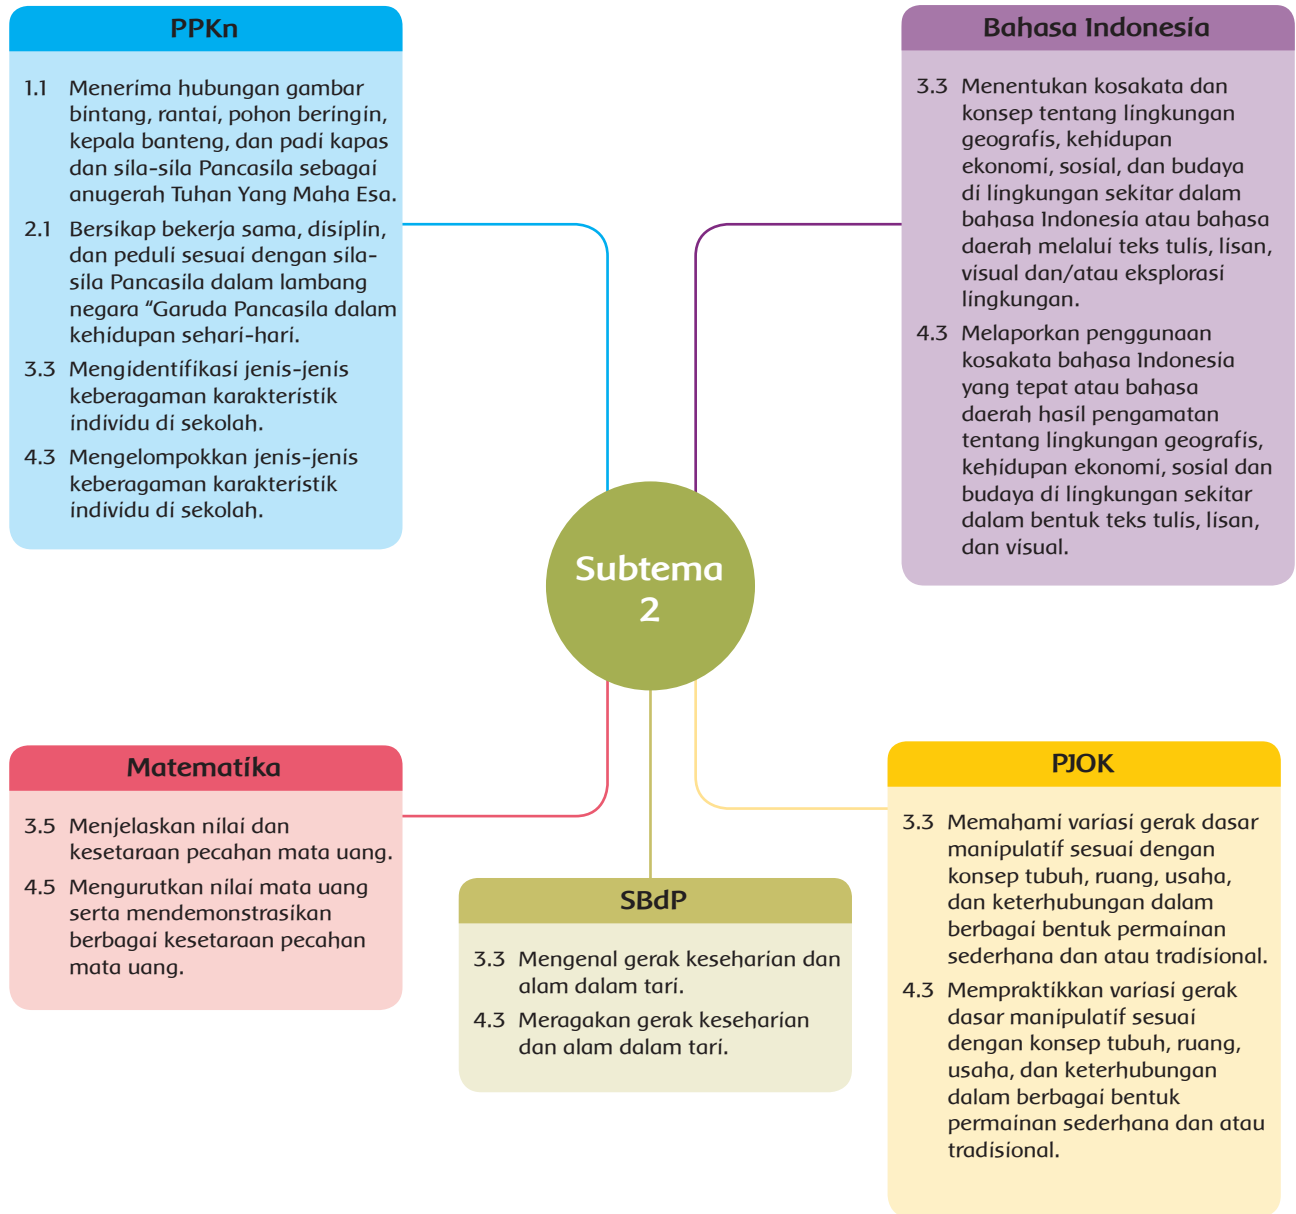 PPKn
1.1 Menerima hubungan gambar
bintang, rantai, pohon beringin,
kepala banteng, dan padi kapas
dan sila-sila Pancasila sebagai
anugerah Tuhan Yang Maha Esa.
2.1 Bersikap bekerja sama, disiplin,
dan peduli sesuai dengan sila-
sila Pancasila dalam lambang
negara “Garuda Pancasila dalam
kehidupan sehari-hari.
3.3 Mengidentifikasi jenis-jenis
keberagaman karakteristik
individu di sekolah.
4.3 Mengelompokkan jenis-jenis
keberagaman karakteristik
individu di sekolah.
Bahasa Indonesia
3.3 Menentukan kosakata dan
konsep tentang lingkungan
geografis, kehidupan
ekonomi, sosial, dan budaya
di lingkungan sekitar dalam
bahasa Indonesia atau bahasa
daerah melalui teks tulis, lisan,
visual dan/atau eksplorasi
lingkungan.
4.3 Melaporkan penggunaan
kosakata bahasa Indonesia
yang tepat atau bahasa
daerah hasil pengamatan
tentang lingkungan geografis,
kehidupan ekonomi, sosial dan
budaya di lingkungan sekitar
dalam bentuk teks tulis, lisan,
dan visual.
Subtema
2
Matematika
3.5 Menjelaskan nilai dan
kesetaraan pecahan mata uang.
4.5 Mengurutkan nilai mata uang
serta mendemonstrasikan
berbagai kesetaraan pecahan
mata uang.
SBdP
3.3 Mengenal gerak keseharian dan
alam dalam tari.
4.3 Meragakan gerak keseharian
dan alam dalam tari.
PJOK
3.3 Memahami variasi gerak dasar
manipulatif sesuai dengan
konsep tubuh, ruang, usaha,
dan keterhubungan dalam
berbagai bentuk permainan
sederhana dan atau tradisional.
4.3 Mempraktikkan variasi gerak
dasar manipulatif sesuai
dengan konsep tubuh, ruang,
usaha, dan keterhubungan
dalam berbagai bentuk
permainan sederhana dan atau
tradisional.